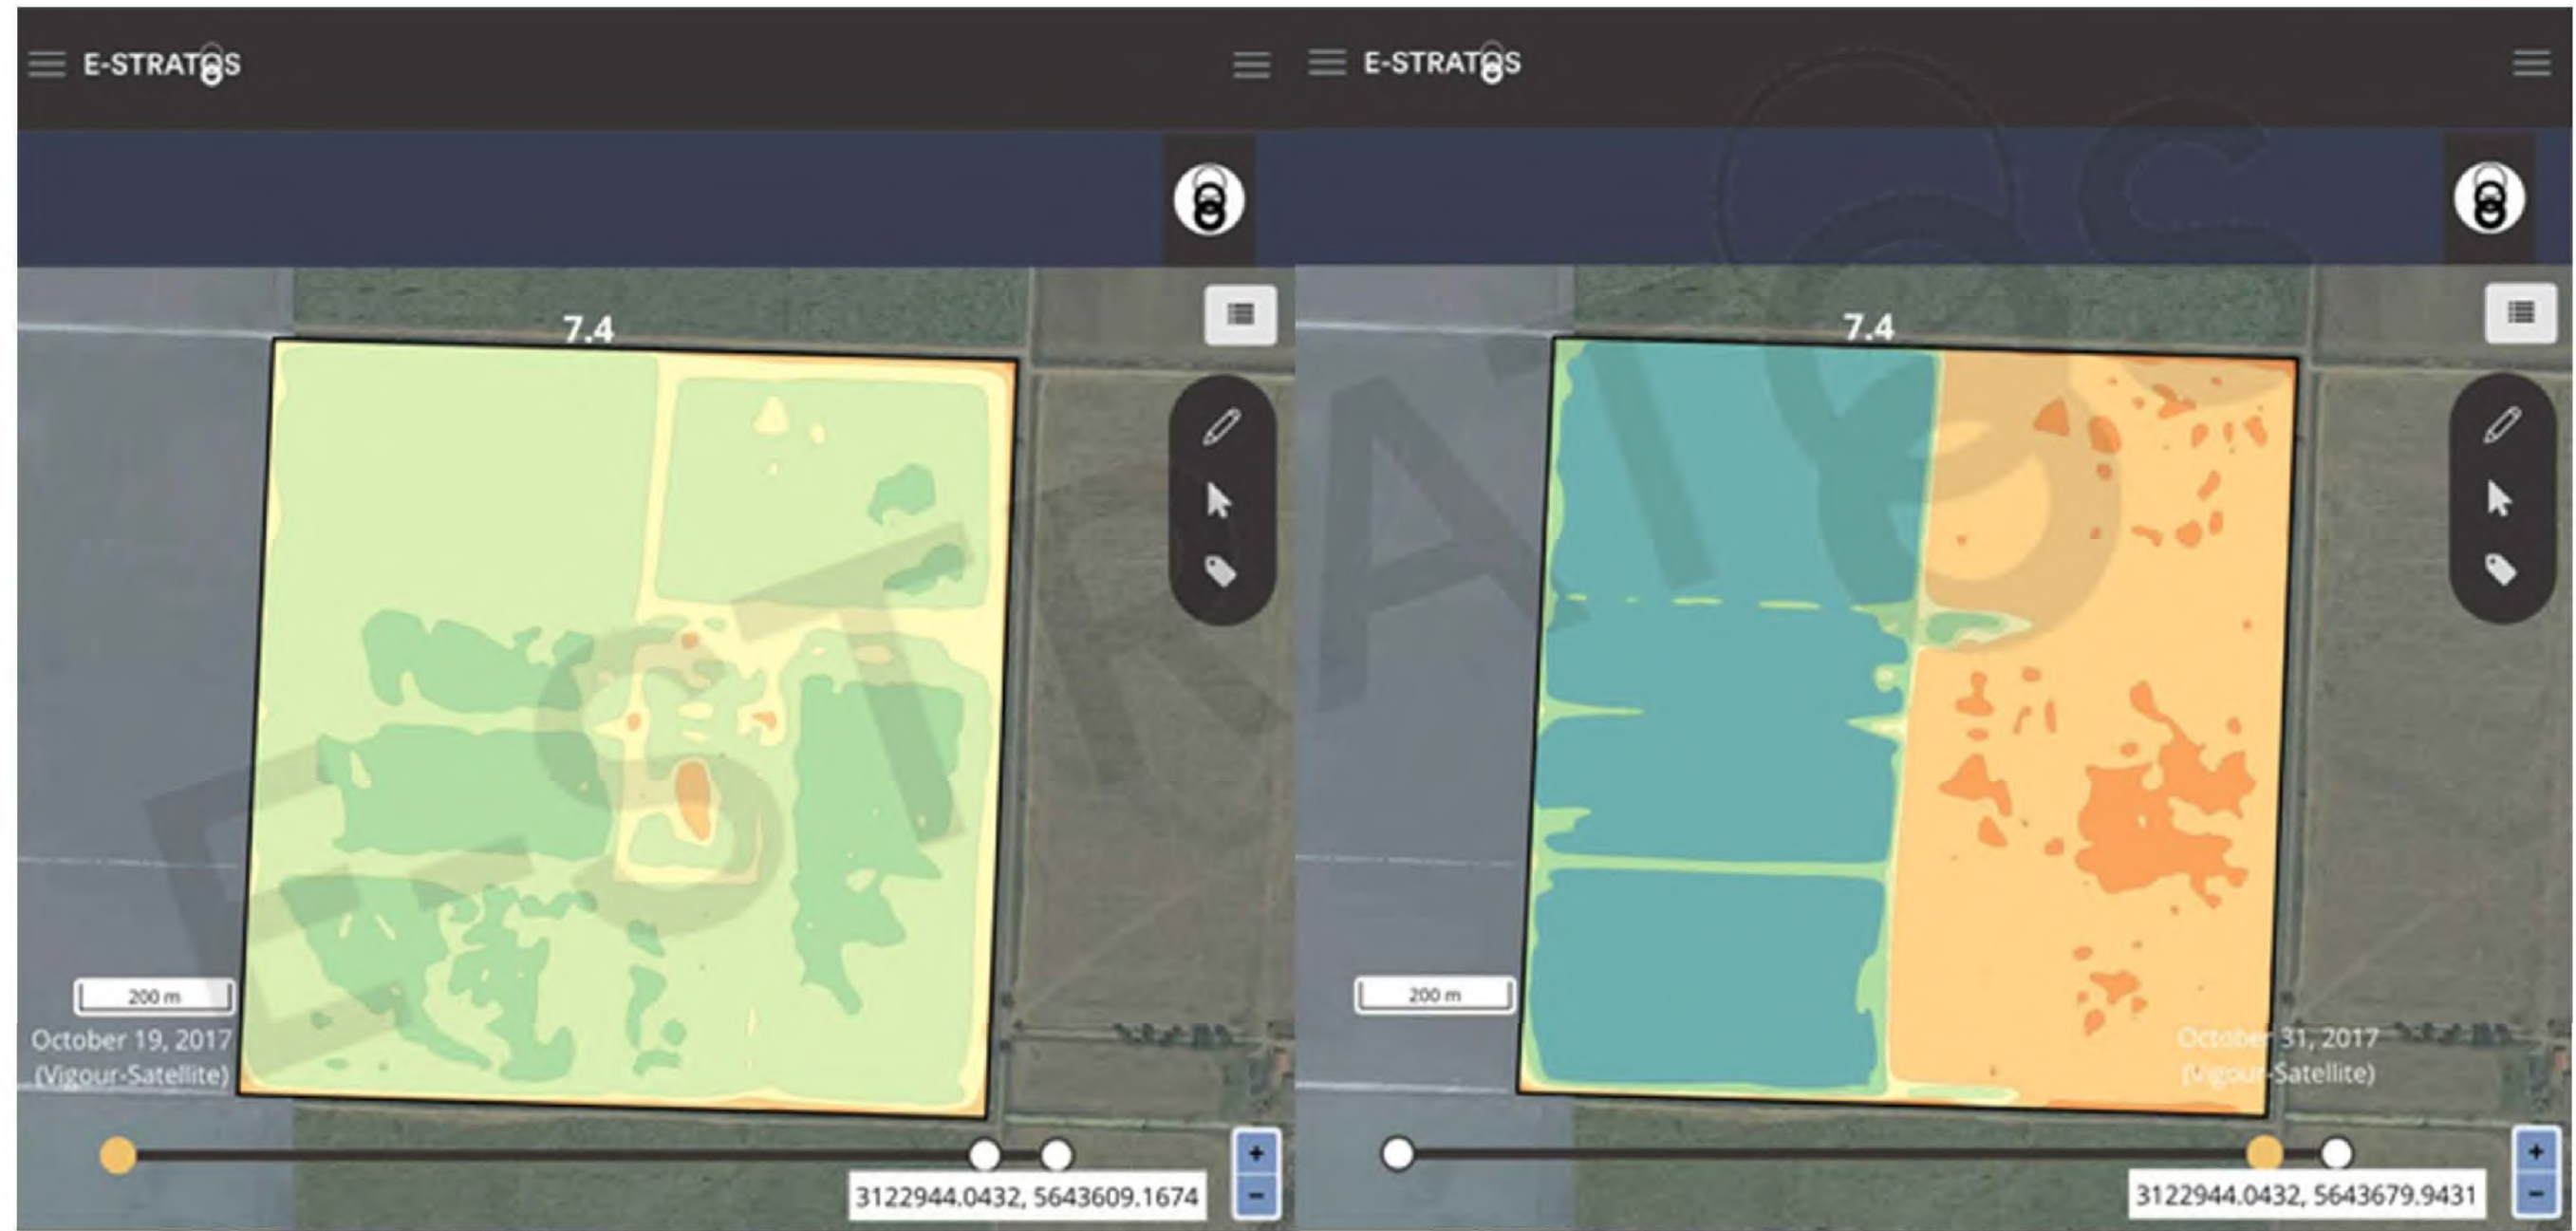 E-STRATOS
7.4
200 m
October 19, 2017
(Vigour-Satellite)
3122944.0432, 5643609.1674
+
−
E-STRATOS
7.4
200 m
October 31, 2017
(Vigour-Satellite)
3122944.0432, 5643679.9431
+
−
E-STRATOS